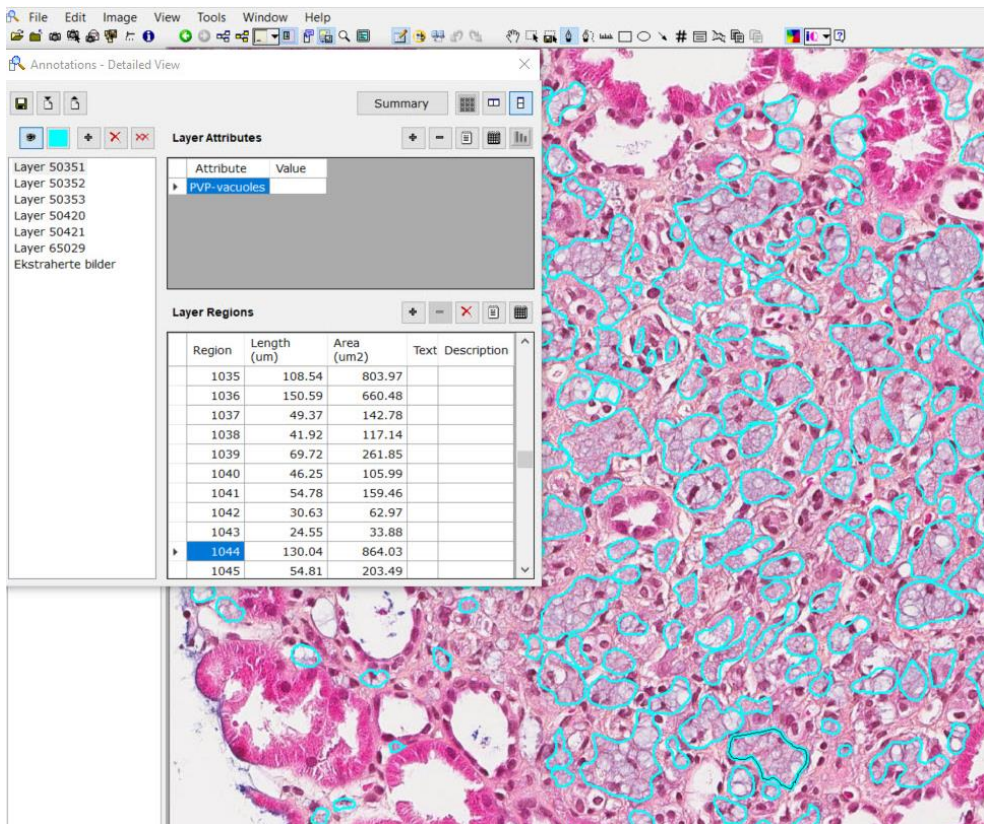 File Edit Image View Tools Window Help
Annotations - Detailed View
Summary
Layer Attributes
Layer 50351
Layer 50352
Layer 50353
Layer 50420
Layer 50421
Layer 65029
Ekstraherte bilder
Attribute Value
PVP-vacuoles
Layer Regions
Region Length (um) Area (um2) Text Description
1035 108.54 803.97
1036 150.59 660.48
1037 49.37 142.78
1038 41.92 117.14
1039 69.72 261.85
1040 46.25 105.99
1041 54.78 159.46
1042 30.63 62.97
1043 24.55 33.88
1044 130.04 864.03
1045 54.81 203.49